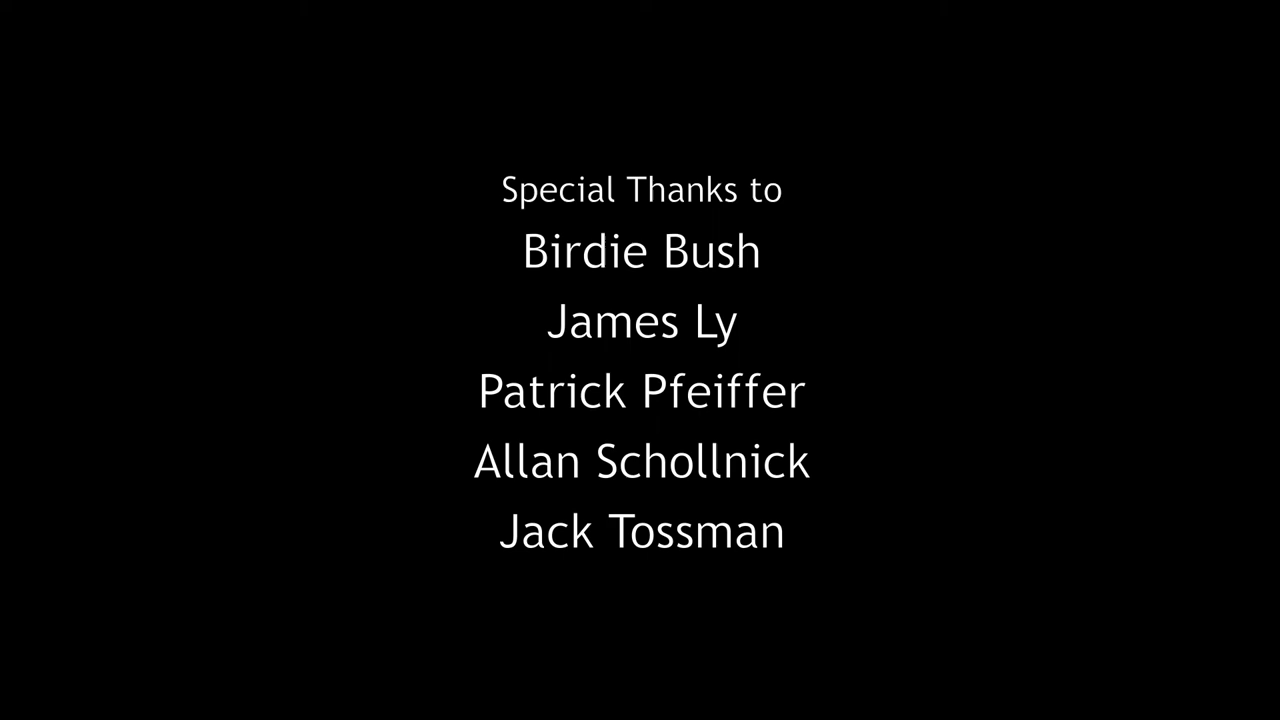 Special Thanks to
Birdie Bush
James Ly
Patrick Pfeiffer
Allan Schollnick
Jack Tossman